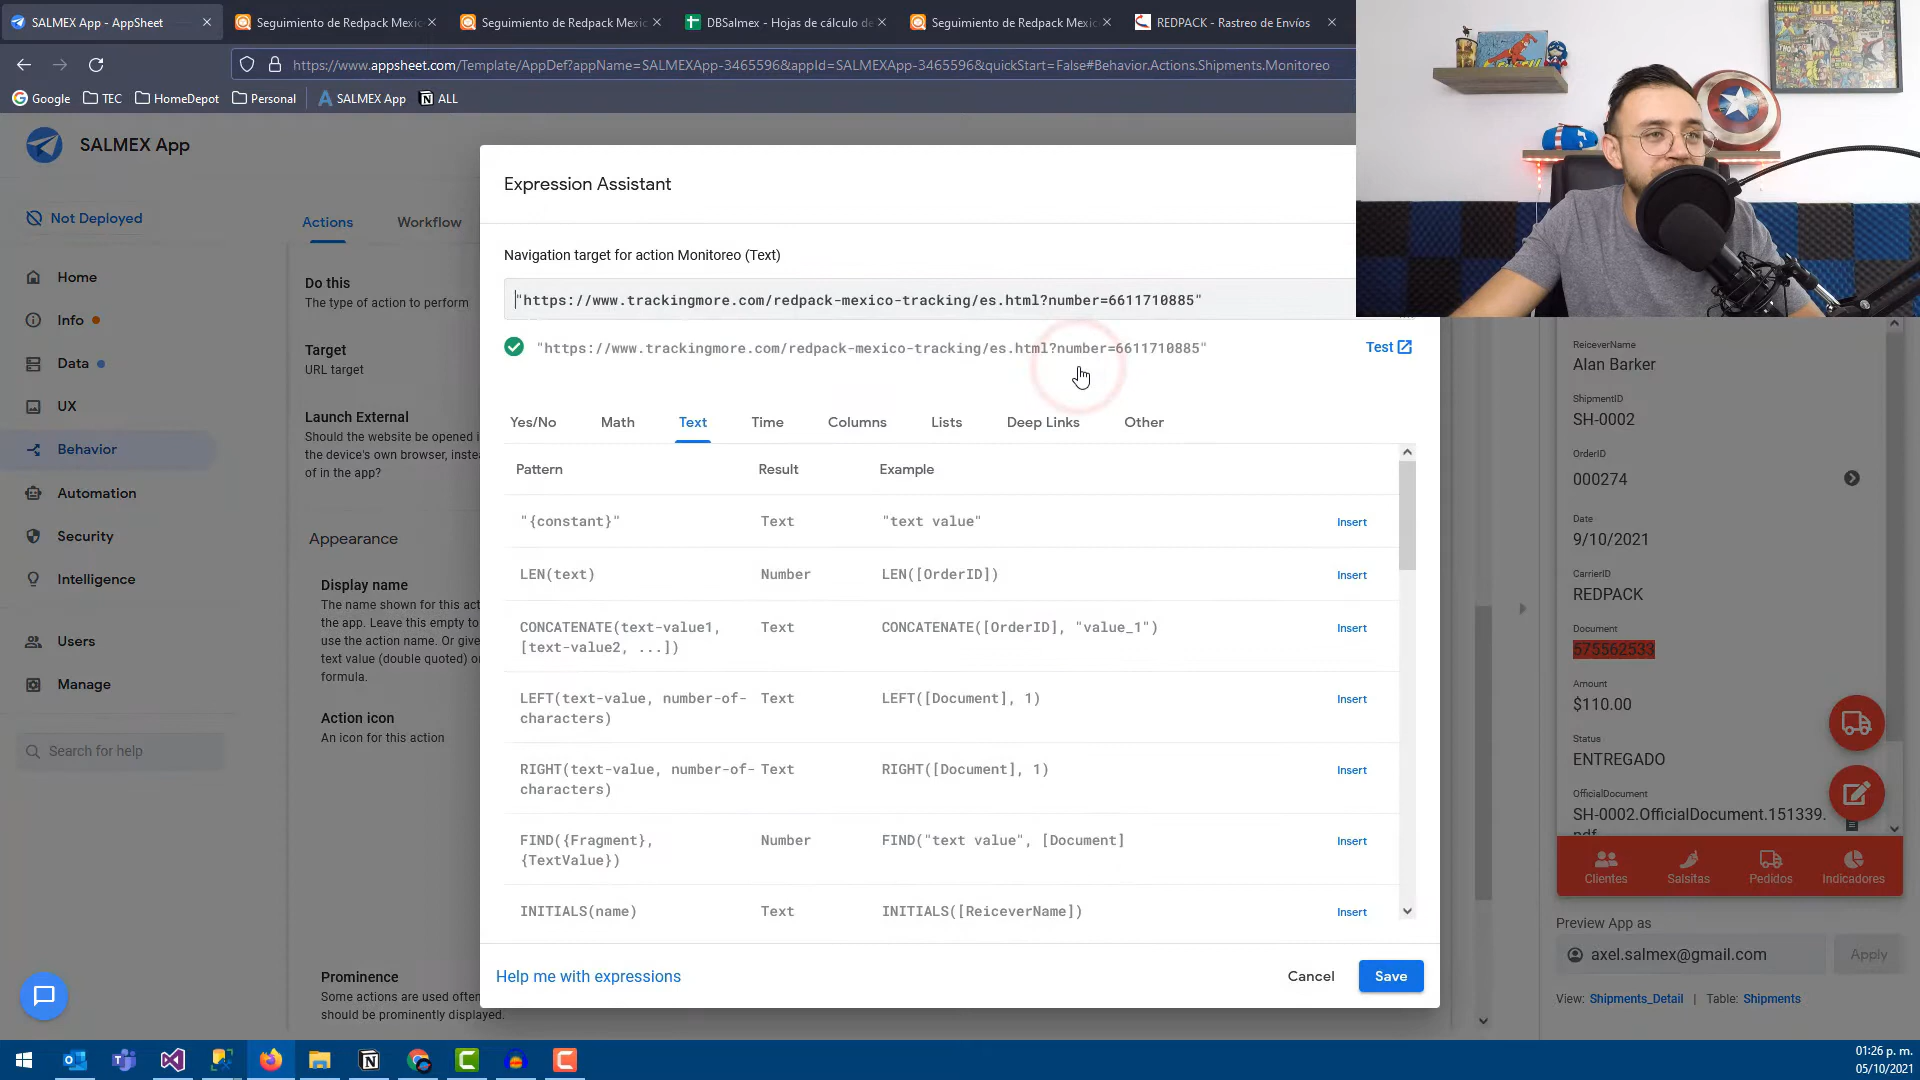 SALMEX App - AppSheet
Seguimiento de Redpack Mexic
Seguimiento de Redpack Mexic
DBSalmex - Hojas de cálculo de
Seguimiento de Redpack Mexic
REDPACK - Rastreo de Envíos
https://www.appsheet.com/Template/AppDef?appName=SALMEXApp-3465596&appId=SALMEXApp-3465596&quickStart=False#Behavior.Actions.Shipments.Monitoreo
Google
TEC
HomeDepot
Personal
SALMEX App
ALL
SALMEX App
Not Deployed
Home
Info
Data
UX
Behavior
Automation
Security
Intelligence
Users
Manage
Search for help
Actions
Workflow
Do this
The type of action to perform
Target
URL target
Launch External
Should the website be opened i
the device's own browser, inste
of in the app?
Appearance
Display name
The name shown for this act
the app. Leave this empty to
use the action name. Or give
text value (double quoted) o
formula.
Action icon
An icon for this action
Prominence
Some actions are used ofte
should be prominently displayed.
Expression Assistant
Navigation target for action Monitoreo (Text)
"https://www.trackingmore.com/redpack-mexico-tracking/es.html?number=6611710885"
"https://www.trackingmore.com/redpack-mexico-tracking/es.html?number=6611710885"
Test
Yes/No
Math
Text
Time
Columns
Lists
Deep Links
Other
Pattern
Result
Example
"{constant}"
Text
"text value"
Insert
LEN(text)
Number
LEN([OrderID])
Insert
CONCATENATE(text-value1,
[text-value2, ...])
Text
CONCATENATE([OrderID], "value_1")
Insert
LEFT(text-value, number-of-
characters)
Text
LEFT([Document], 1)
Insert
RIGHT(text-value, number-of-
characters)
Text
RIGHT([Document], 1)
Insert
FIND({Fragment},
{TextValue})
Number
FIND("text value", [Document]
Insert
INITIALS(name)
Text
INITIALS([ReiceverName])
Insert
Help me with expressions
Cancel
Save
ReiceverName
Alan Barker
ShipmentID
SH-0002
OrderID
000274
Date
9/10/2021
CarrierID
REDPACK
Document
575562533
Amount
$110.00
Status
ENTREGADO
OfficialDocument
SH-0002.OfficialDocument.151339.
pdf
Clientes
Salsitas
Pedidos
Indicadores
Preview App as
axel.salmex@gmail.com
Apply
View: Shipments_Detail | Table: Shipments
01:26 p. m.
05/10/2021